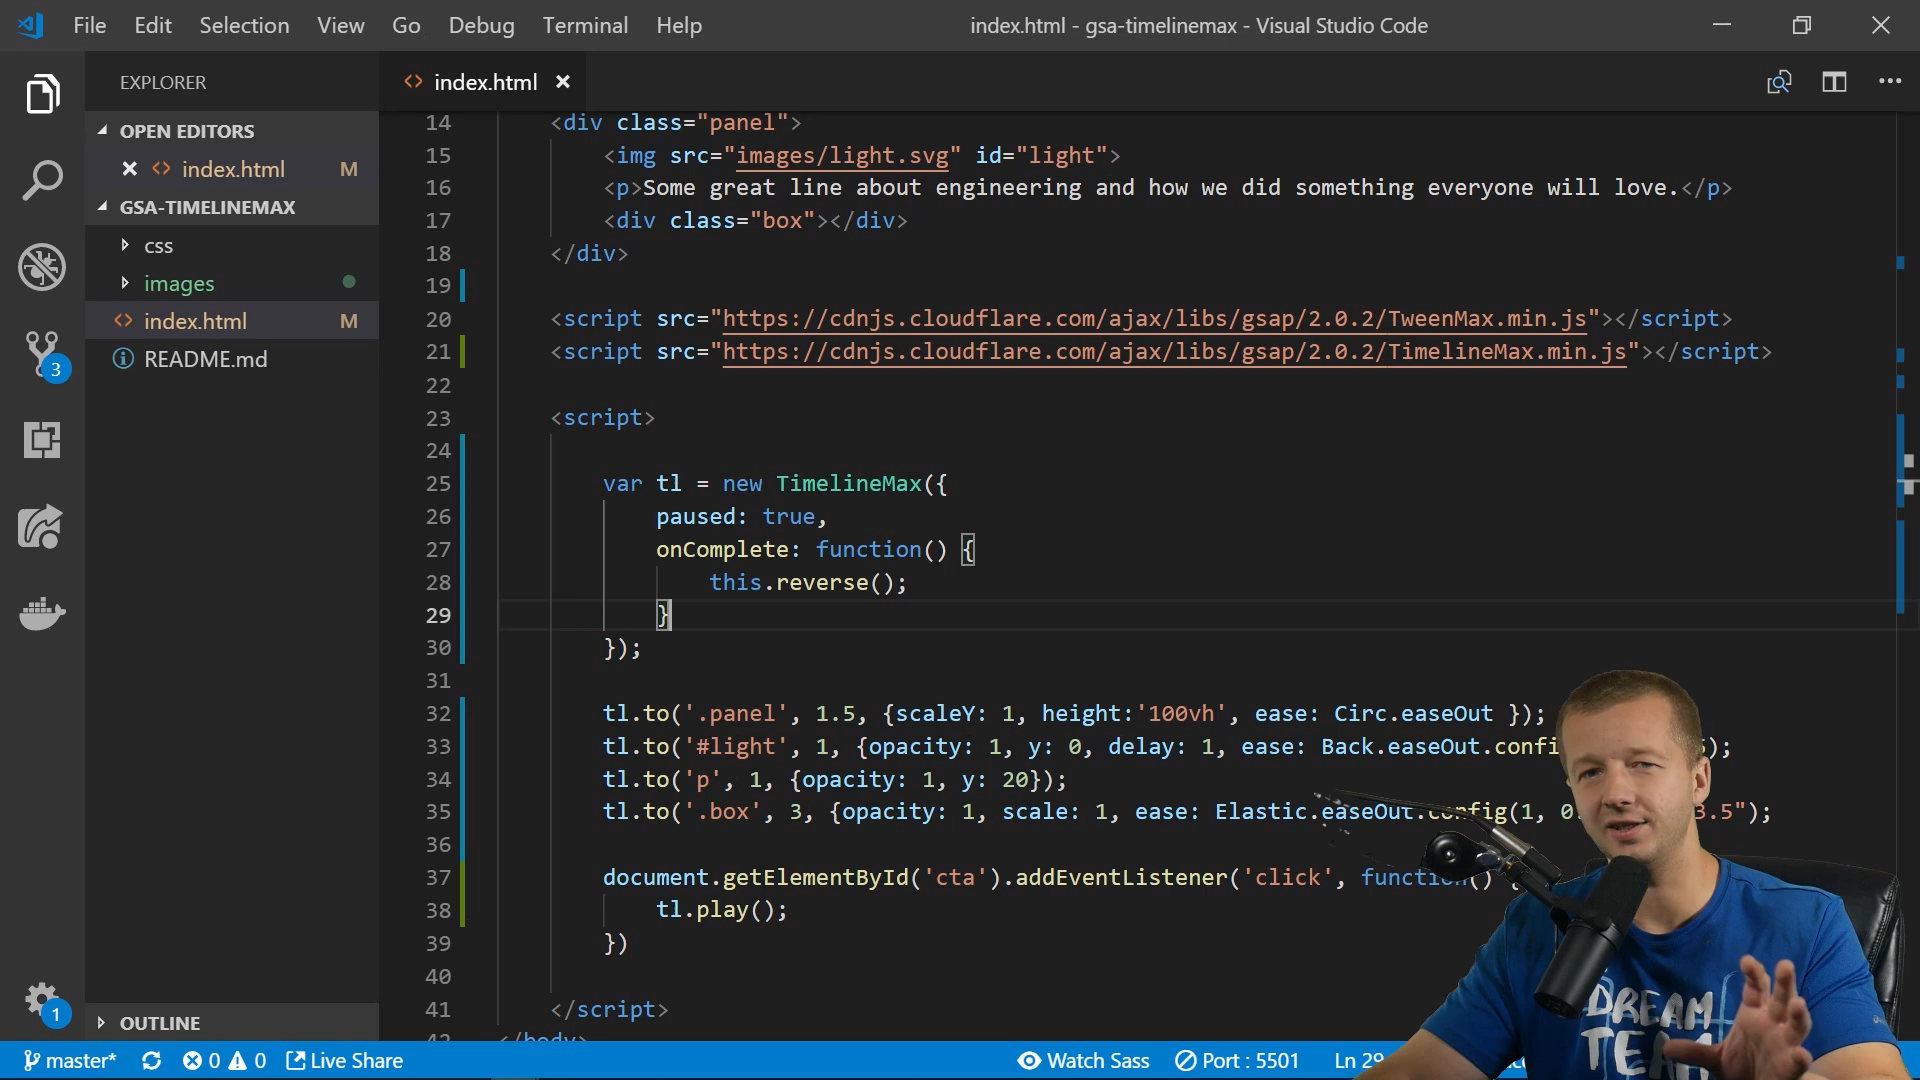 File Edit Selection View Go Debug Terminal Help
index.html - gsa-timelinemax - Visual Studio Code
EXPLORER
OPEN EDITORS
index.html M
GSA-TIMELINEMAX
css
images
index.html M
README.md
OUTLINE
3
1
index.html
14 <div class="panel">
15 <img src="images/light.svg" id="light">
16 <p>Some great line about engineering and how we did something everyone will love.</p>
17 <div class="box"></div>
18 </div>
19
20 <script src="https://cdnjs.cloudflare.com/ajax/libs/gsap/2.0.2/TweenMax.min.js"></script>
21 <script src="https://cdnjs.cloudflare.com/ajax/libs/gsap/2.0.2/TimelineMax.min.js"></script>
22
23 <script>
24
25 var tl = new TimelineMax({
26 paused: true,
27 onComplete: function() {
28 this.reverse();
29 }
30 });
31
32 tl.to('.panel', 1.5, {scaleY: 1, height:'100vh', ease: Circ.easeOut });
33 tl.to('#light', 1, {opacity: 1, y: 0, delay: 1, ease: Back.easeOut.confi );
34 tl.to('p', 1, {opacity: 1, y: 20});
35 tl.to('.box', 3, {opacity: 1, scale: 1, ease: Elastic.easeOut.config(1, 0. 3.5");
36
37 document.getElementById('cta').addEventListener('click', function() {
38 tl.play();
39 })
40
41 </script>
42 </body>
master* 0 0 Live Share
Watch Sass Port : 5501 Ln 29
DREAM
TEAM